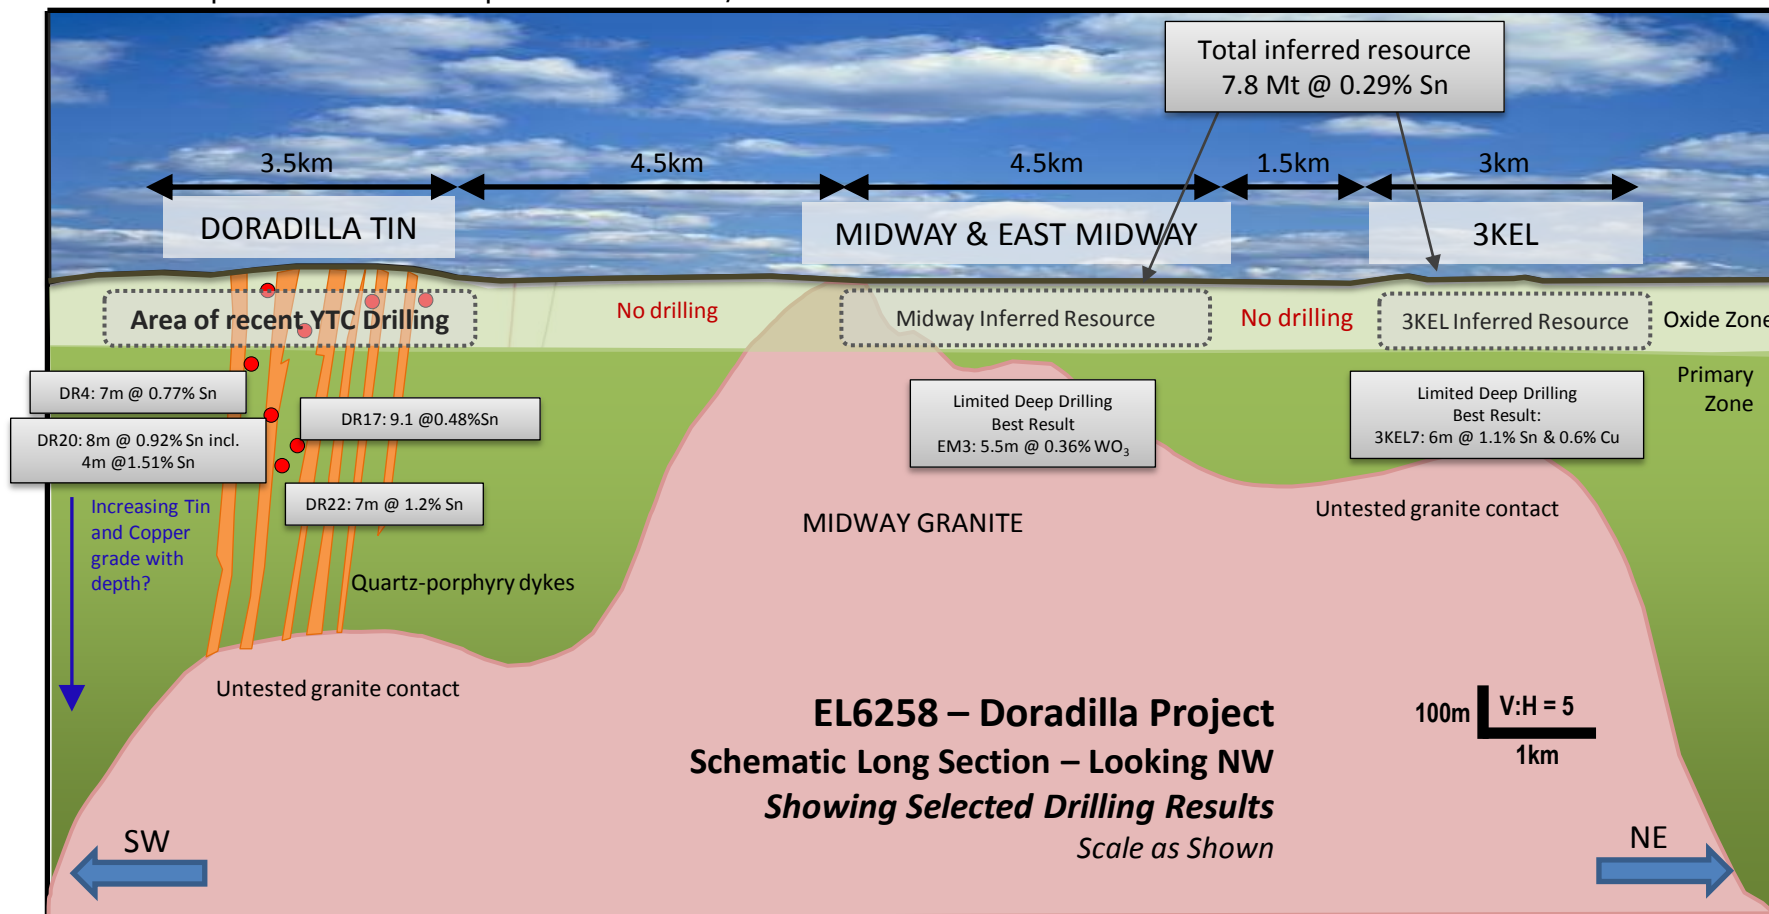 Total inferred resource
7.8 Mt @ 0.29% Sn
3.5km
4.5km
4.5km
1.5km
3km
DORADILLA TIN
MIDWAY & EAST MIDWAY
3KEL
Area of recent YTC Drilling
No drilling
Midway Inferred Resource
No drilling
3KEL Inferred Resource
Oxide Zone
Primary
Zone
DR4: 7m @ 0.77% Sn
DR20: 8m @ 0.92% Sn incl.
4m @1.51% Sn
DR17: 9.1 @0.48%Sn
DR22: 7m @ 1.2% Sn
Limited Deep Drilling
Best Result
EM3: 5.5m @ 0.36% WO₃
Limited Deep Drilling
Best Result:
3KEL7: 6m @ 1.1% Sn & 0.6% Cu
Increasing Tin
and Copper
grade with
depth?
Quartz-porphyry dykes
MIDWAY GRANITE
Untested granite contact
Untested granite contact
EL6258 – Doradilla Project
Schematic Long Section – Looking NW
Showing Selected Drilling Results
Scale as Shown
100m
V:H = 5
1km
SW
NE